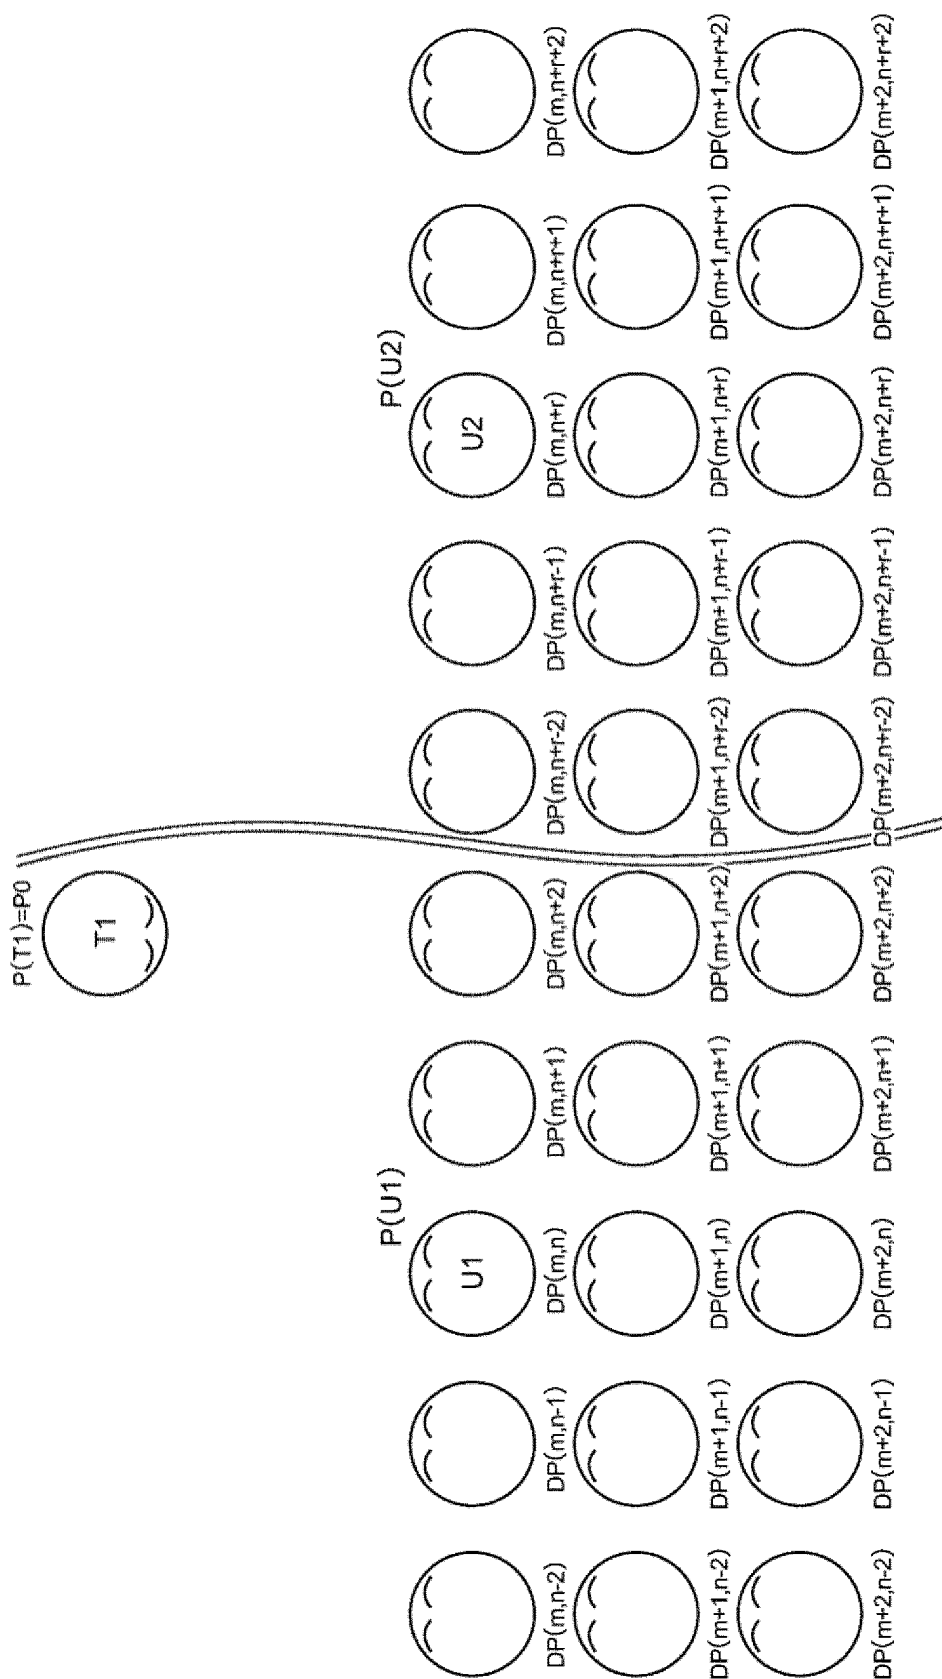 P(T1)=P0
T1
P(U1)
P(U2)
U1
U2
DP(m,n-2)
DP(m,n-1)
DP(m,n)
DP(m,n+1)
DP(m,n+2)
DP(m,n+r-2)
DP(m,n+r-1)
DP(m,n+r)
DP(m,n+r+1)
DP(m,n+r+2)
DP(m+1,n-2)
DP(m+1,n-1)
DP(m+1,n)
DP(m+1,n+1)
DP(m+1,n+2)
DP(m+1,n+r-2)
DP(m+1,n+r-1)
DP(m+1,n+r)
DP(m+1,n+r+1)
DP(m+1,n+r+2)
DP(m+2,n-2)
DP(m+2,n-1)
DP(m+2,n)
DP(m+2,n+1)
DP(m+2,n+2)
DP(m+2,n+r-2)
DP(m+2,n+r-1)
DP(m+2,n+r)
DP(m+2,n+r+1)
DP(m+2,n+r+2)